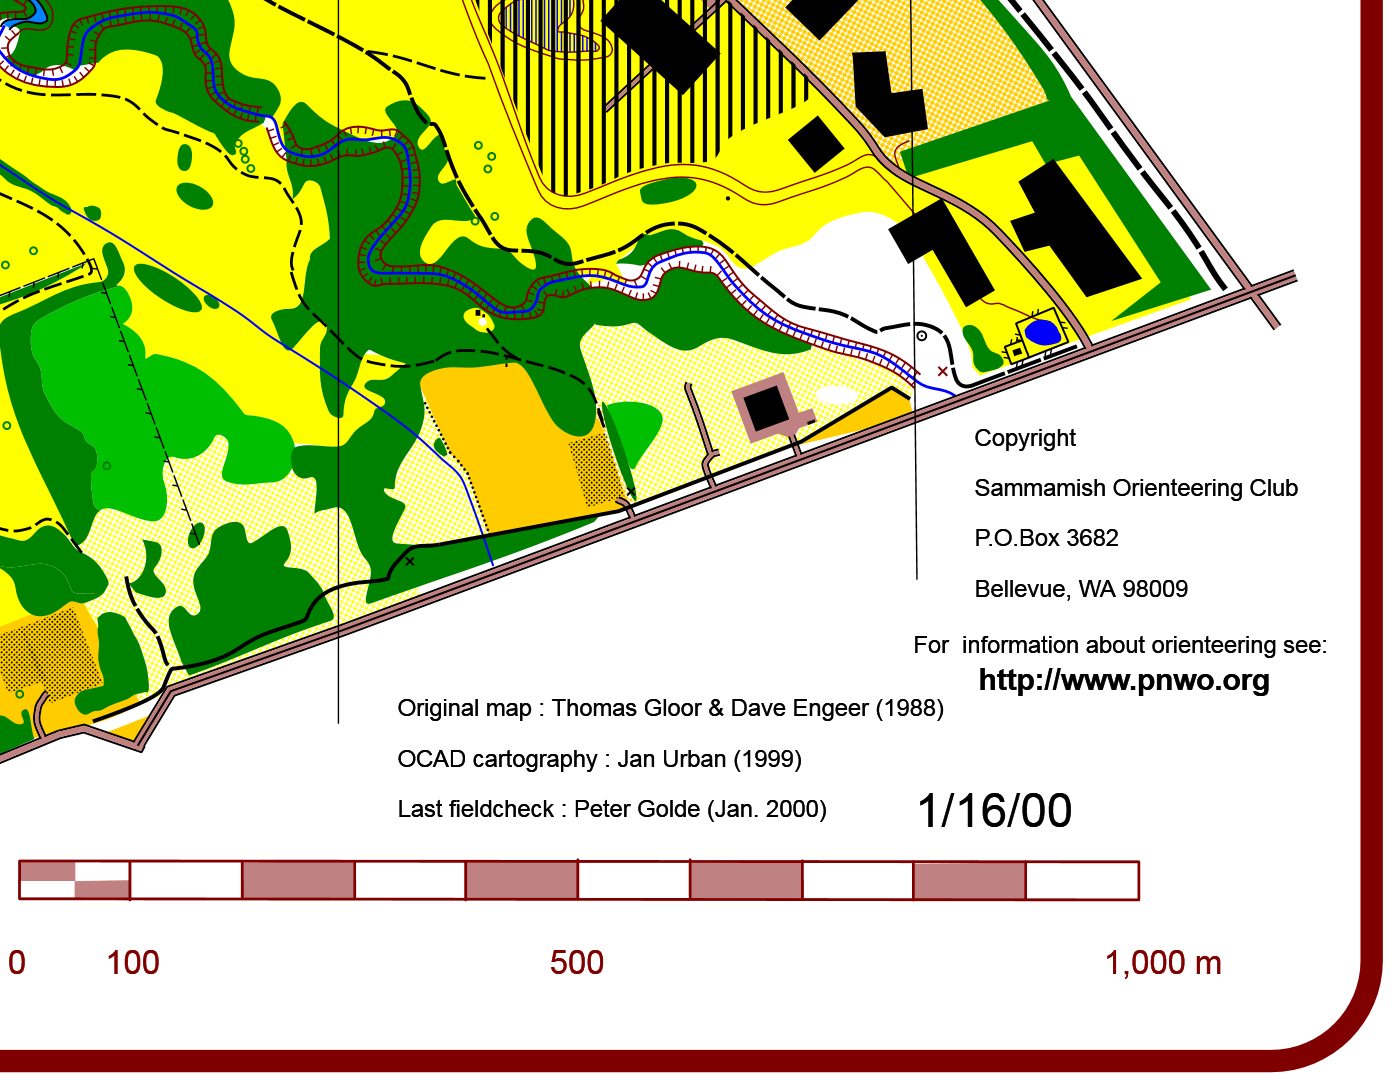 Copyright
Sammamish Orienteering Club
P.O.Box 3682
Bellevue, WA 98009
For information about orienteering see:
http://www.pnwo.org
Original map : Thomas Gloor & Dave Engeer (1988)
OCAD cartography : Jan Urban (1999)
Last fieldcheck : Peter Golde (Jan. 2000)
1/16/00
0 100 500 1,000 m